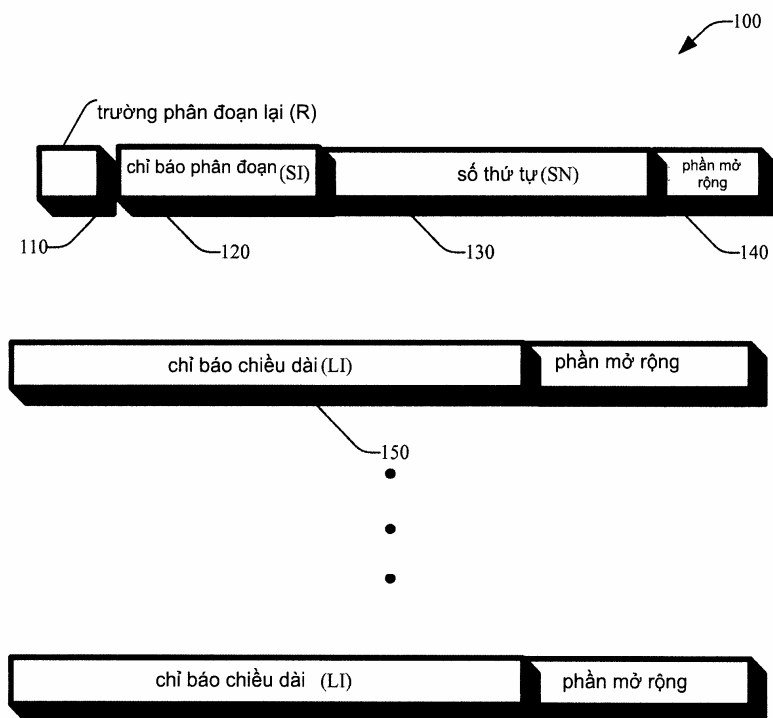 100
trường phân đoạn lại (R)
chỉ báo phân đoạn (SI)
số thứ tự (SN)
phần mở
rộng
110
120
130
140
chỉ báo chiều dài (LI)
phần mở rộng
150
chỉ báo chiều dài (LI)
phần mở rộng